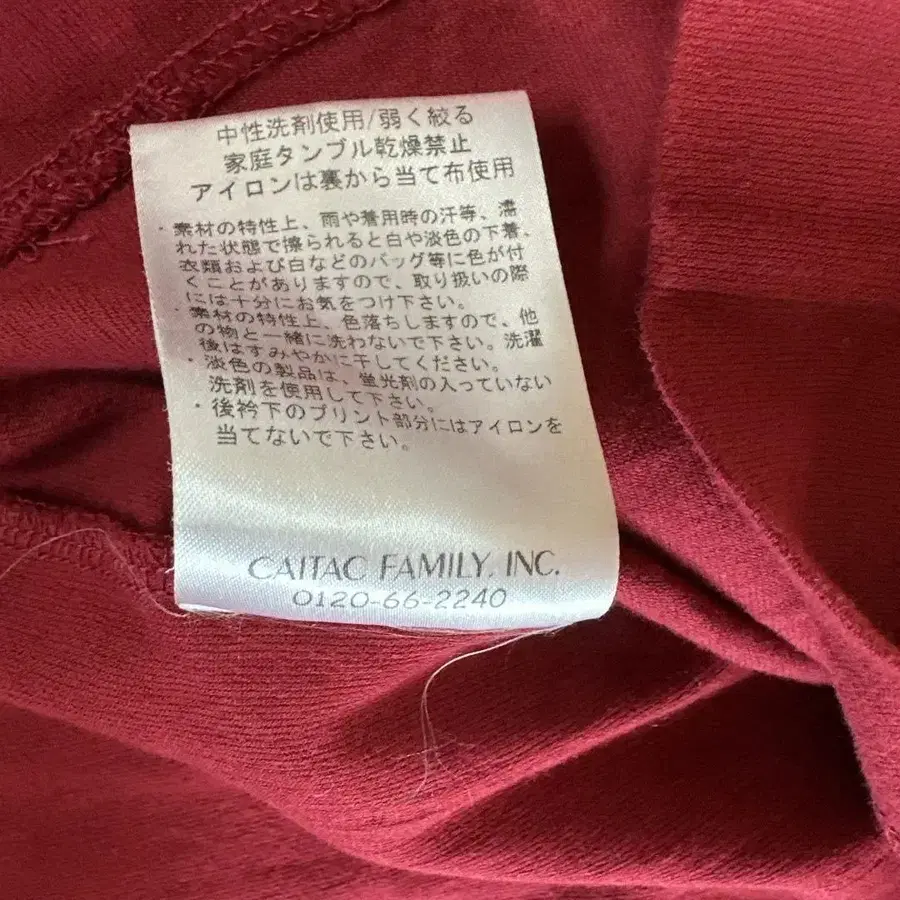 中性洗剤使用/弱く絞る
家庭タンブル乾燥禁止
アイロンは裏から当て布使用
・素材の特性上、雨や着用時の汗等、濡
れた状態で擦られると白や淡色の下着、
衣類および白などのバッグ等に色が付
くことがありますので、取り扱いの際
には十分にお気をつけ下さい。
・素材の特性上、色落ちしますので、他
の物と一緒に洗わないで下さい。洗濯
後はすみやかに干してください。
・淡色の製品は、蛍光剤の入っていない
洗剤を使用して下さい。
・後衿下のプリント部分にはアイロンを
当てないで下さい。
CAITAC FAMILY, INC.
0120-66-2240